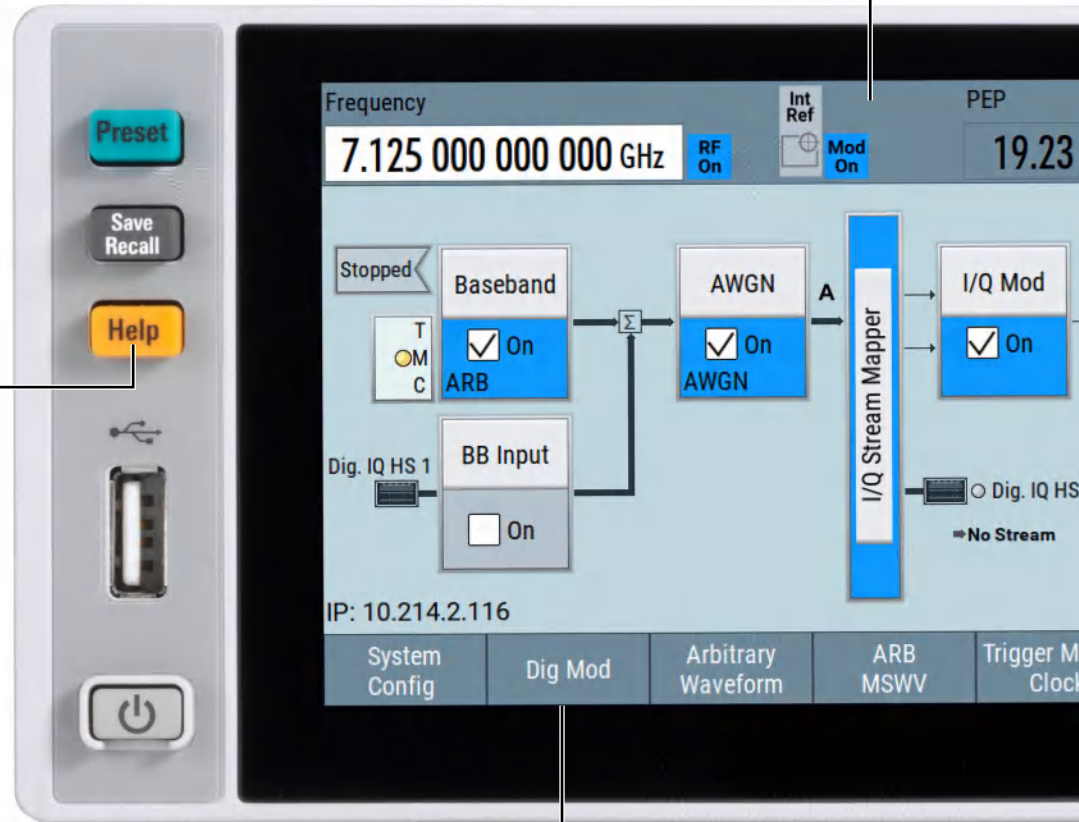 Preset
Save
Recall
Help
Frequency
Int
Ref
PEP
7.125 000 000 000 GHz
RF
On
Mod
On
19.23
Stopped
Baseband
On
ARB
T
M
C
Σ
AWGN
On
AWGN
A
I/Q Stream Mapper
I/Q Mod
On
Dig. IQ HS 1
BB Input
On
Dig. IQ HS
No Stream
IP: 10.214.2.116
System
Config
Dig Mod
Arbitrary
Waveform
ARB
MSWV
Trigger M
Clock